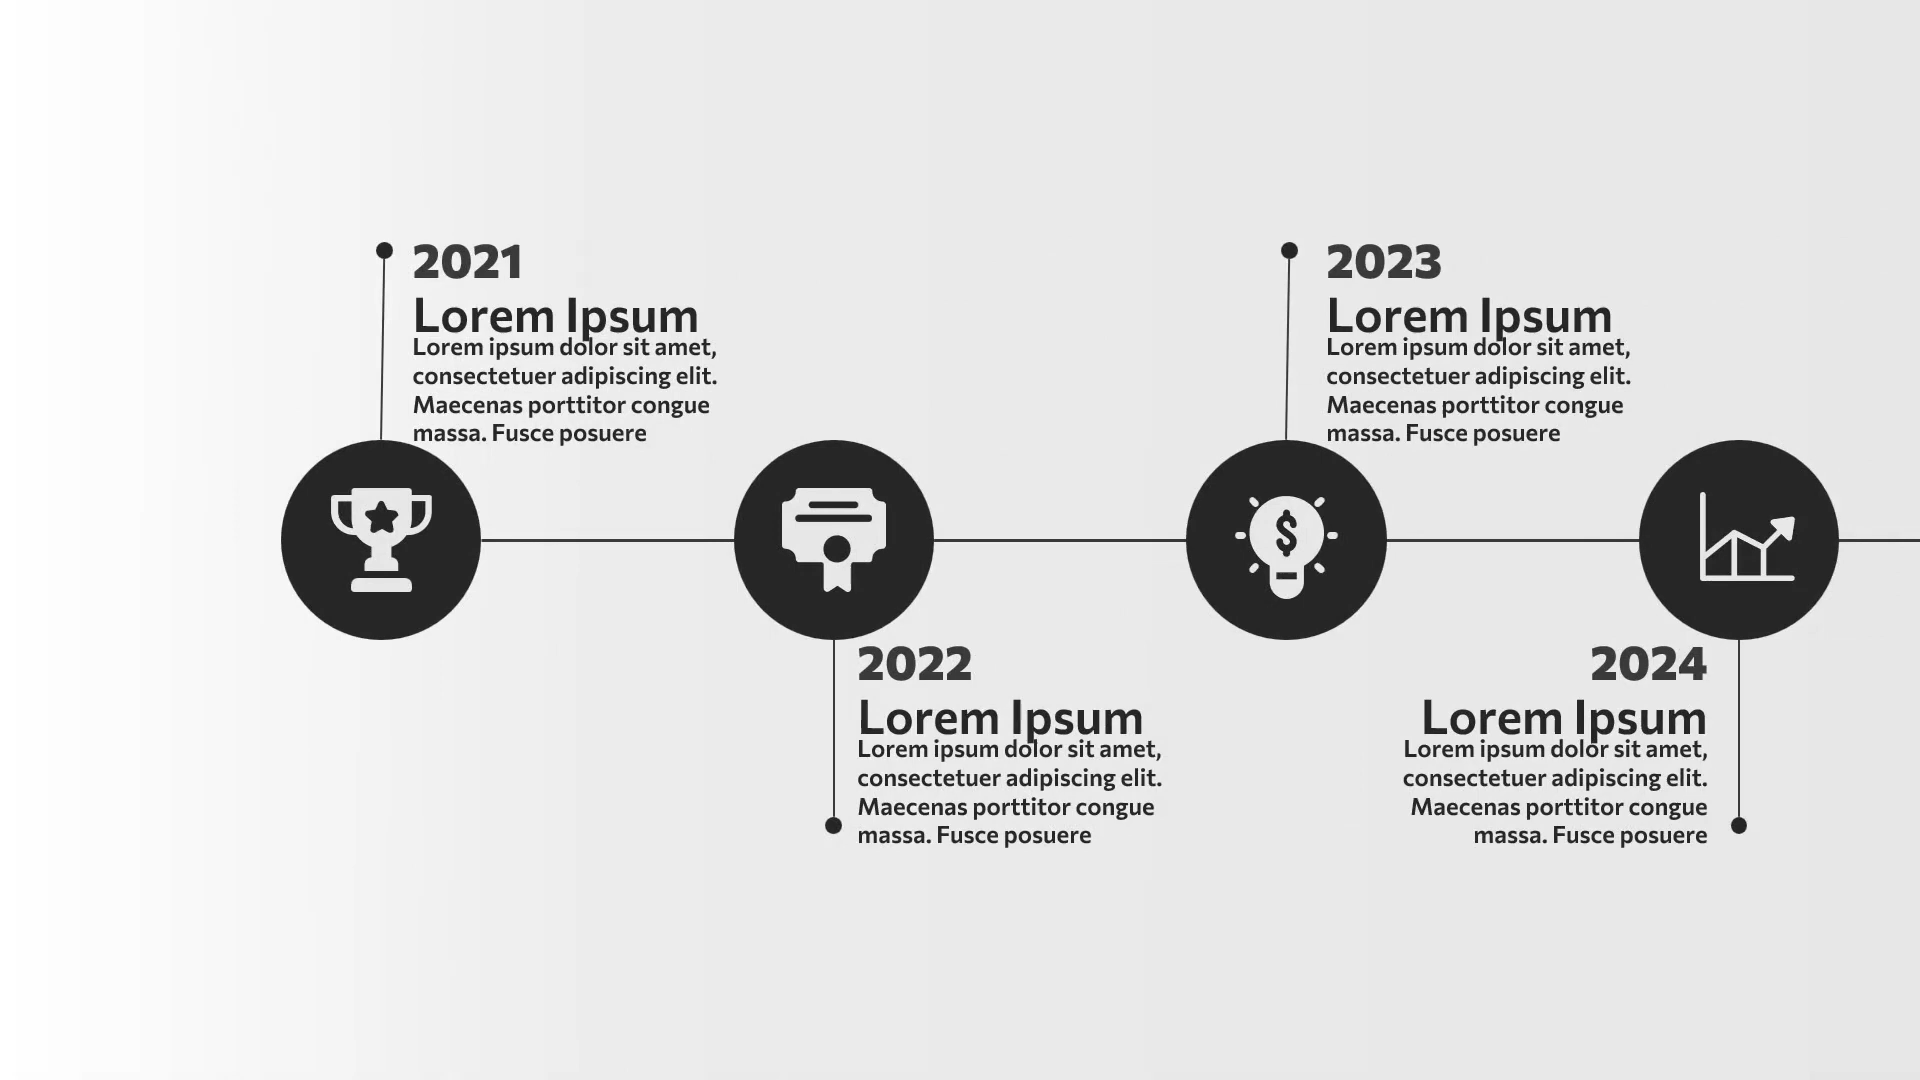 2021
Lorem Ipsum
Lorem ipsum dolor sit amet,
consectetuer adipiscing elit.
Maecenas porttitor congue
massa. Fusce posuere
2022
Lorem Ipsum
Lorem ipsum dolor sit amet,
consectetuer adipiscing elit.
Maecenas porttitor congue
massa. Fusce posuere
2023
Lorem Ipsum
Lorem ipsum dolor sit amet,
consectetuer adipiscing elit.
Maecenas porttitor congue
massa. Fusce posuere
$
2024
Lorem Ipsum
Lorem ipsum dolor sit amet,
consectetuer adipiscing elit.
Maecenas porttitor congue
massa. Fusce posuere